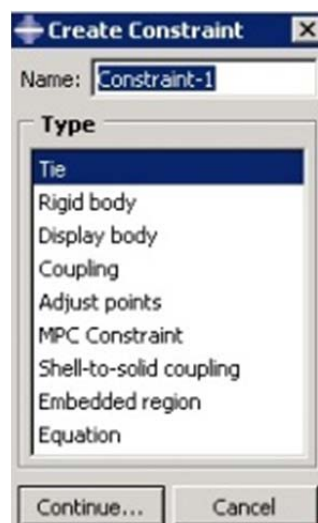 Create Constraint
Name: Constraint-1
Type
Tie
Rigid body
Display body
Coupling
Adjust points
MPC Constraint
Shell-to-solid coupling
Embedded region
Equation
Continue... Cancel